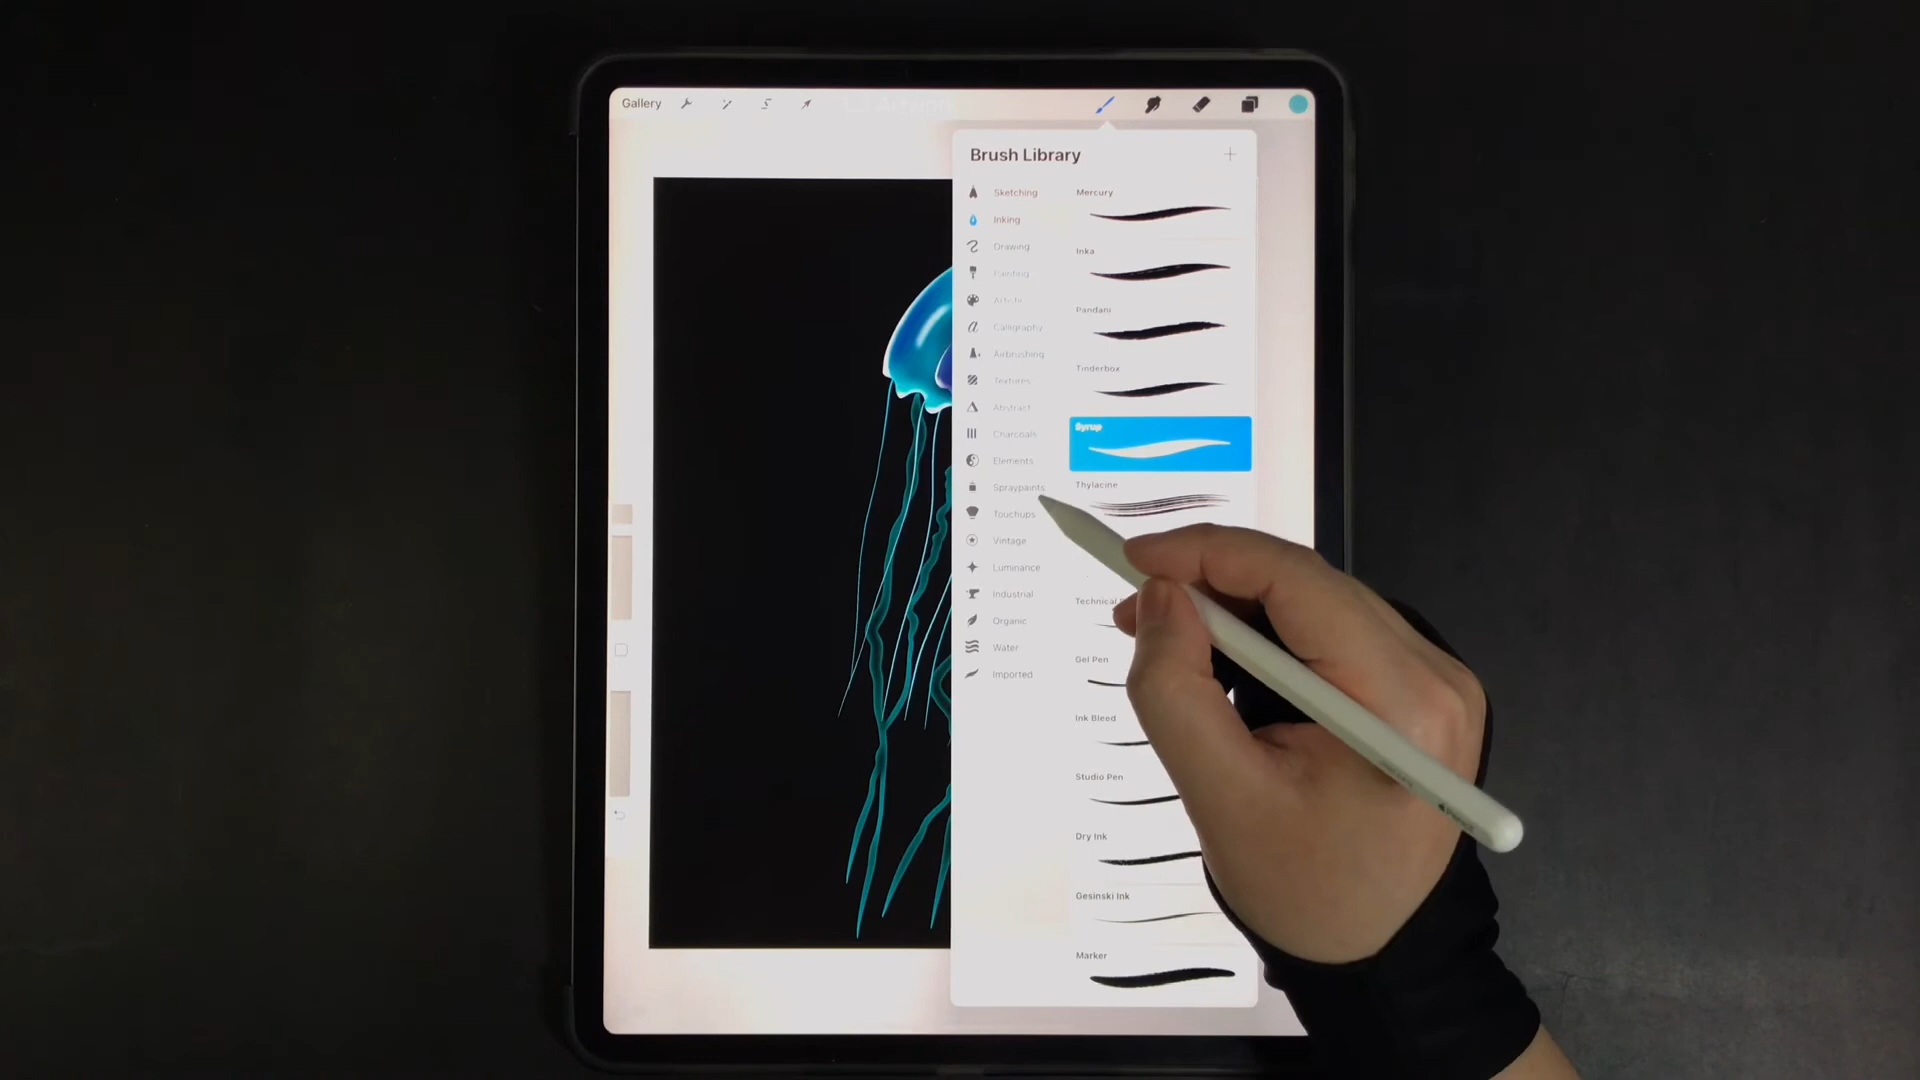 Gallery
Brush Library
Sketching
Inking
Drawing
Painting
Artistic
Calligraphy
Airbrushing
Textures
Abstract
Charcoals
Elements
Spraypaints
Touchups
Vintage
Luminance
Industrial
Organic
Water
Imported
Mercury
Inka
Pandani
Tinderbox
Syrup
Thylacine
Technical
Gel Pen
Ink Bleed
Studio Pen
Dry Ink
Gesinski Ink
Marker